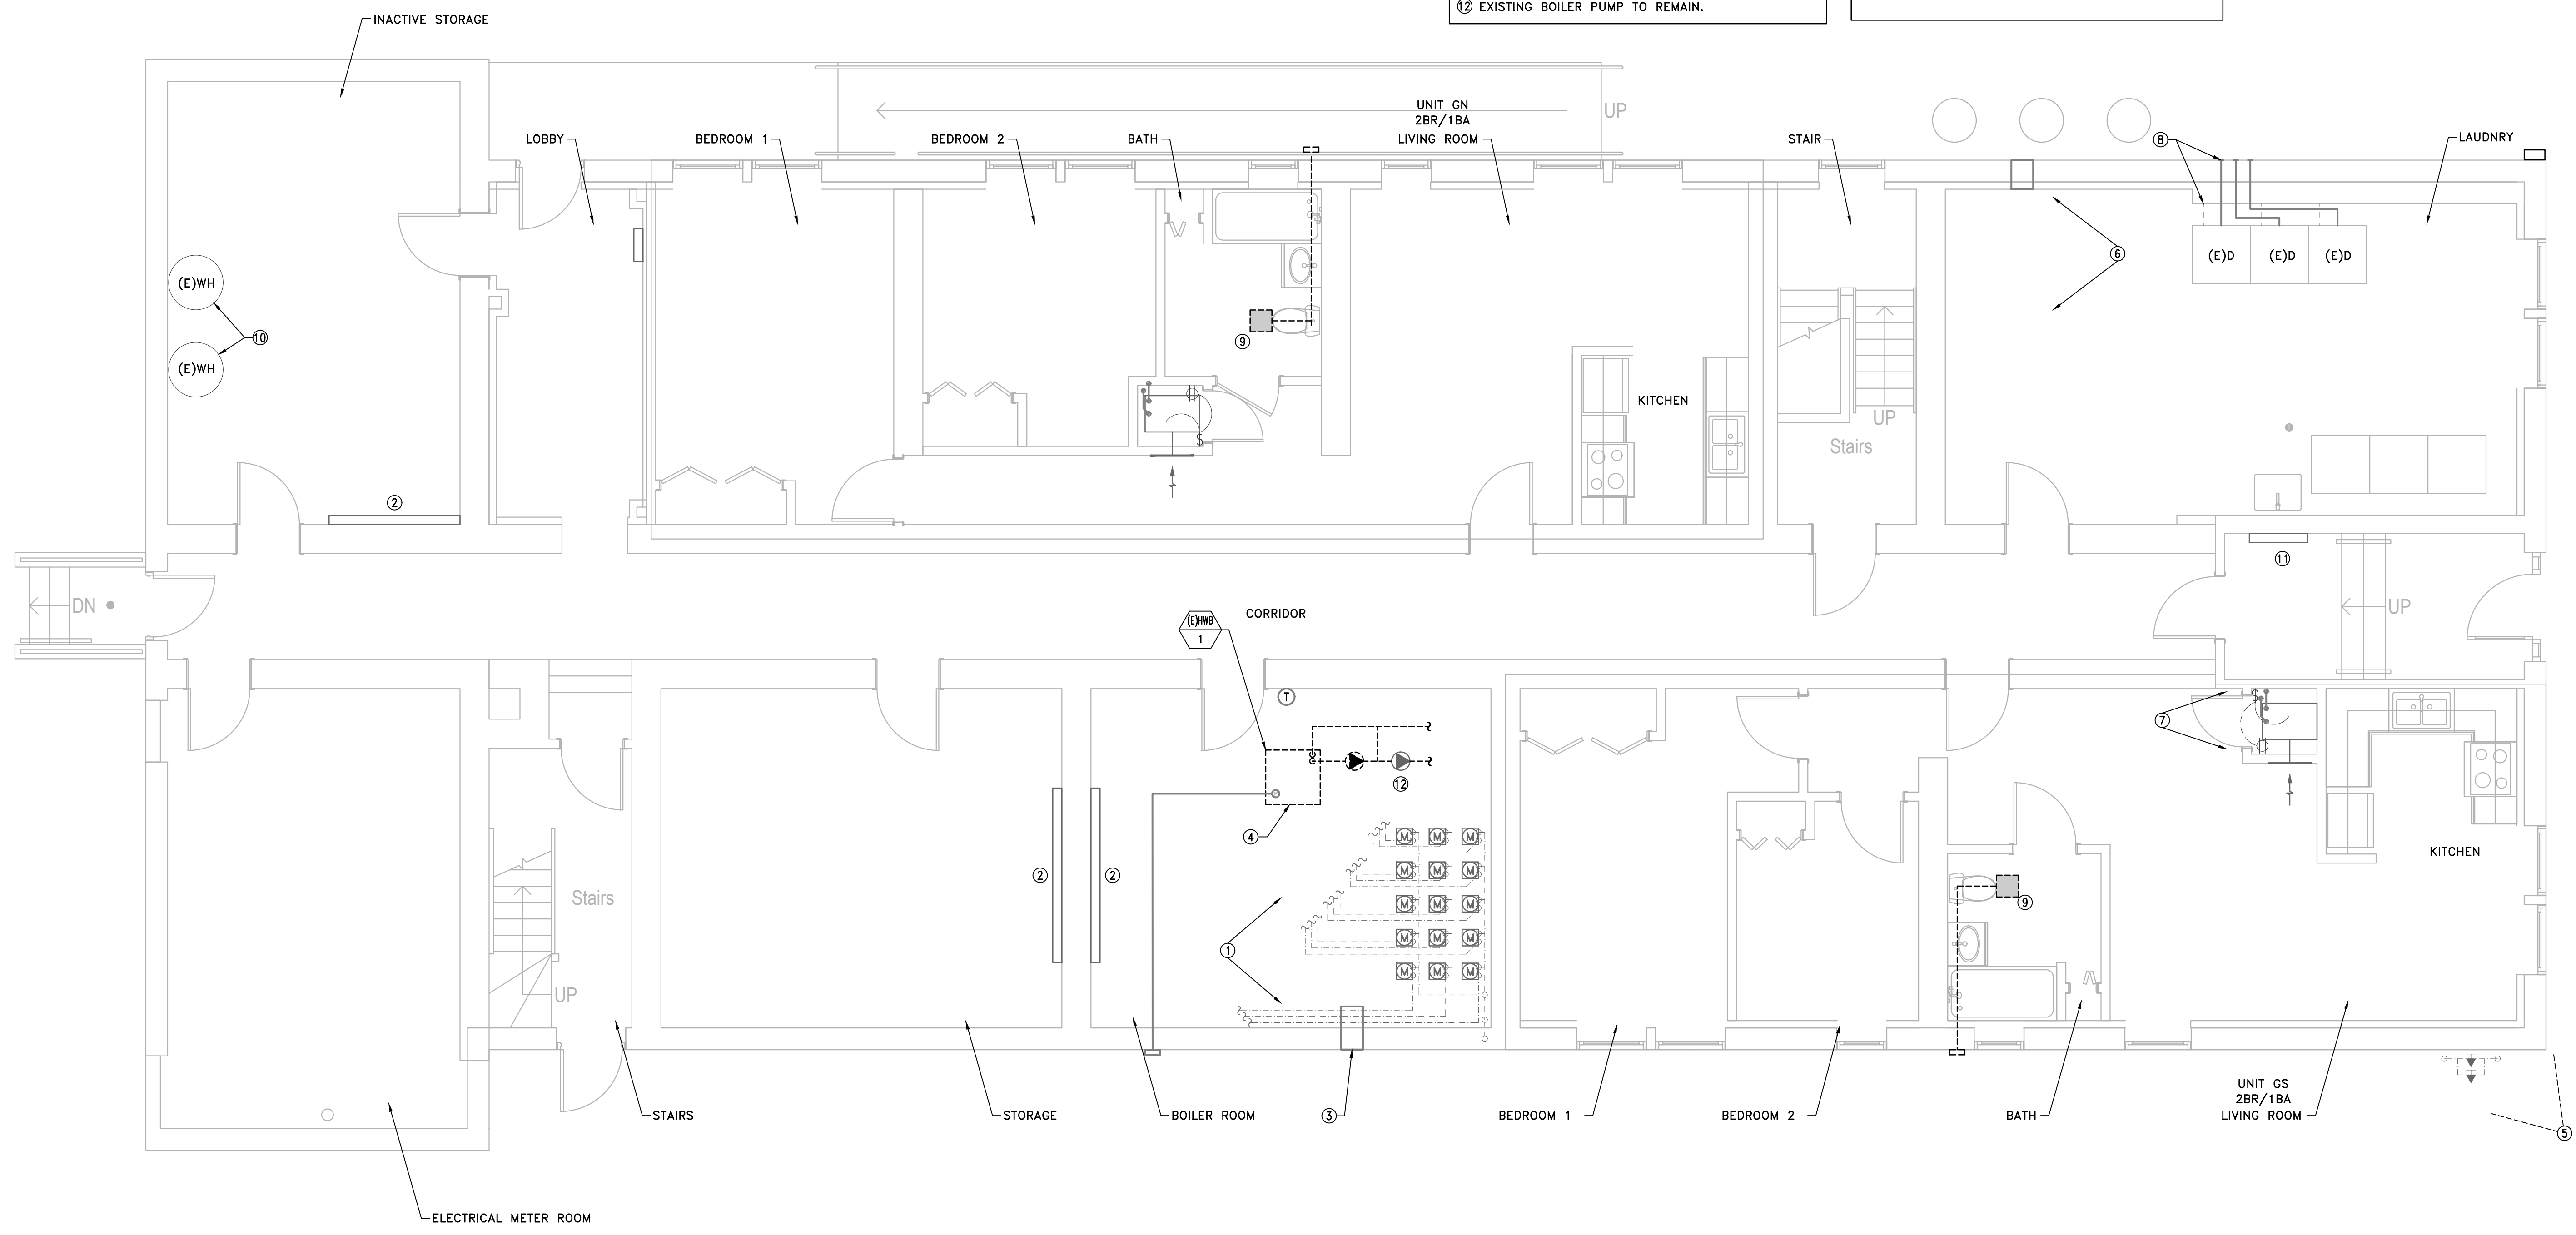 ⑫ EXISTING BOILER PUMP TO REMAIN.
INACTIVE STORAGE
UNIT GN
2BR/1BA
UP
LOBBY
BEDROOM 1
BEDROOM 2
BATH
LIVING ROOM
STAIR
⑧
LAUDNRY
⑥
(E)D
(E)D
(E)D
(E)WH
⑩
⑨
(E)WH
KITCHEN
UP
Stairs
$
②
⑪
DN
CORRIDOR
UP
(E)HWB
1
T
$
⑦
⑫
④
M
M
M
KITCHEN
②
②
M
M
M
Stairs
⑨
M
M
M
①
M
M
M
M
M
M
UP
UNIT GS
2BR/1BA
STAIRS
STORAGE
BOILER ROOM
③
BEDROOM 1
BEDROOM 2
BATH
LIVING ROOM
⑤
ELECTRICAL METER ROOM